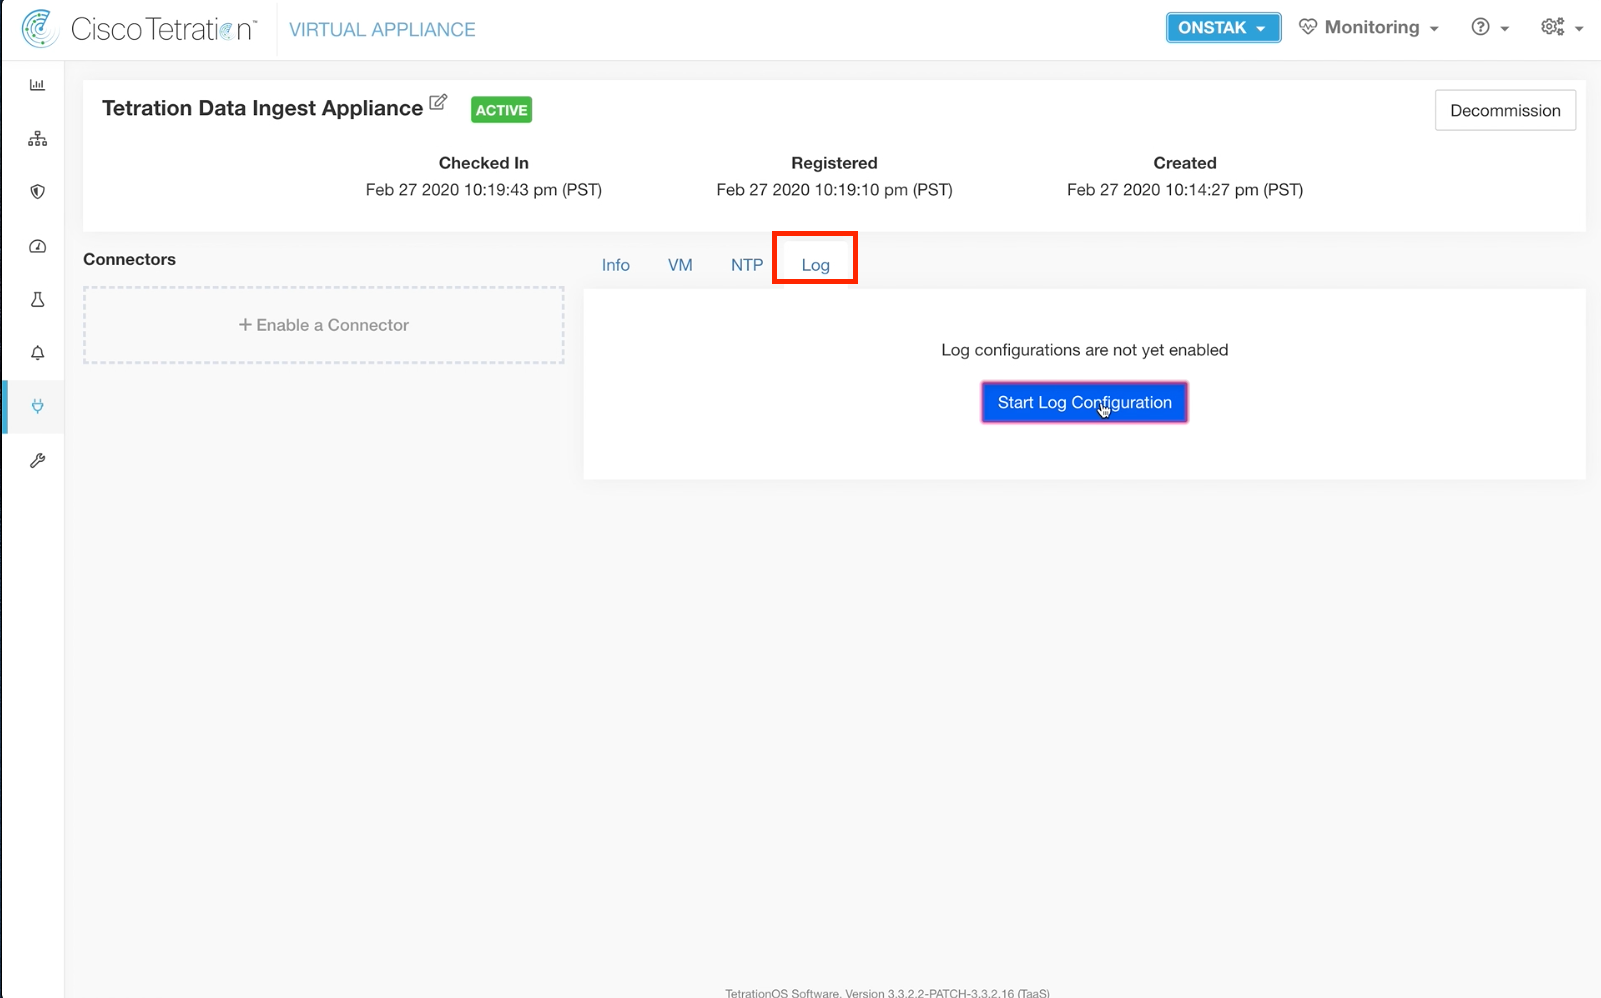 Cisco Tetration™
VIRTUAL APPLIANCE
ONSTAK
Monitoring
Tetration Data Ingest Appliance
ACTIVE
Decommission
Checked In
Registered
Created
Feb 27 2020 10:19:43 pm (PST)
Feb 27 2020 10:19:10 pm (PST)
Feb 27 2020 10:14:27 pm (PST)
Connectors
+ Enable a Connector
Info
VM
NTP
Log
Log configurations are not yet enabled
Start Log Configuration
TetrationOS Software, Version 3.3.2.2-PATCH-3.3.2.16 (TaaS)